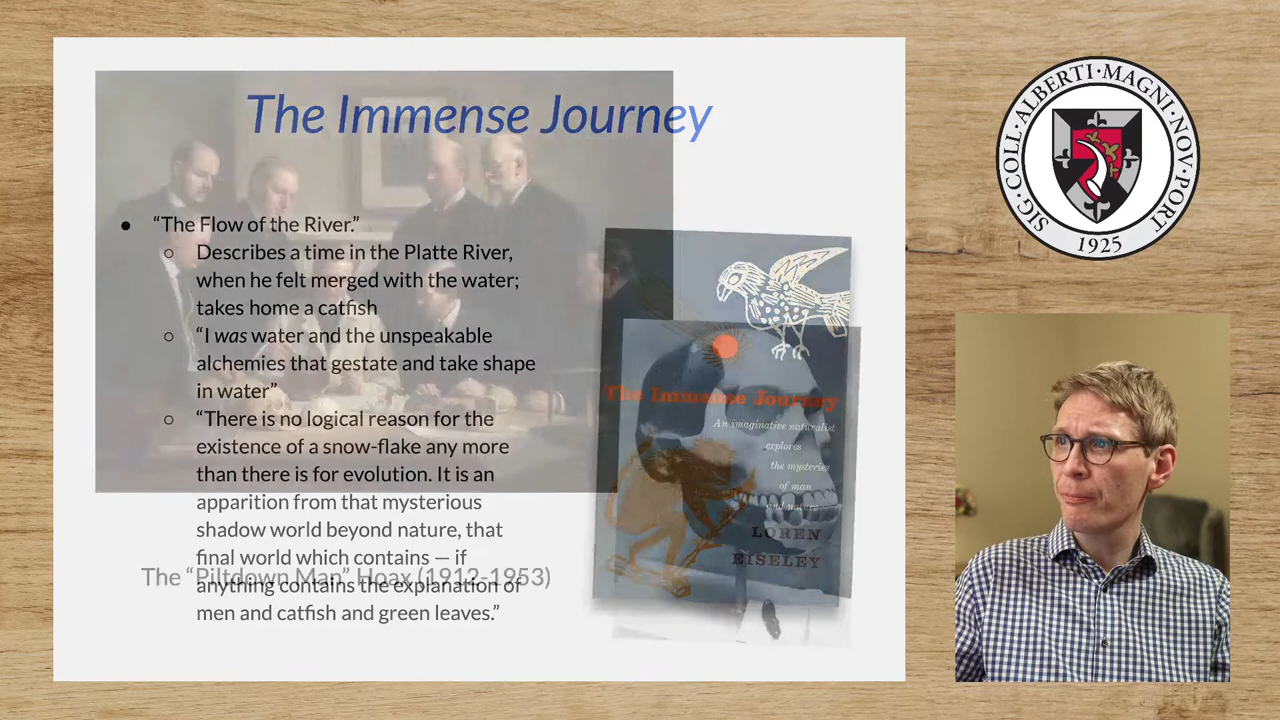 The Immense Journey
● “The Flow of the River.”
○ Describes a time in the Platte River,
when he felt merged with the water;
takes home a catfish
○ “I was water and the unspeakable
alchemies that gestate and take shape
in water”
○ “There is no logical reason for the
existence of a snow-flake any more
than there is for evolution. It is an
apparition from that mysterious
shadow world beyond nature, that
final world which contains — if
anything contains the explanation of
men and catfish and green leaves.”
The “Piltdown Man” Hoax (1912-1953)
The Immense Journey
An imaginative naturalist
explores
the mysteries
of man
and nature
LOREN
EISELEY
SIG·COLL·ALBERTI·MAGNI·NOV·PORT
1925